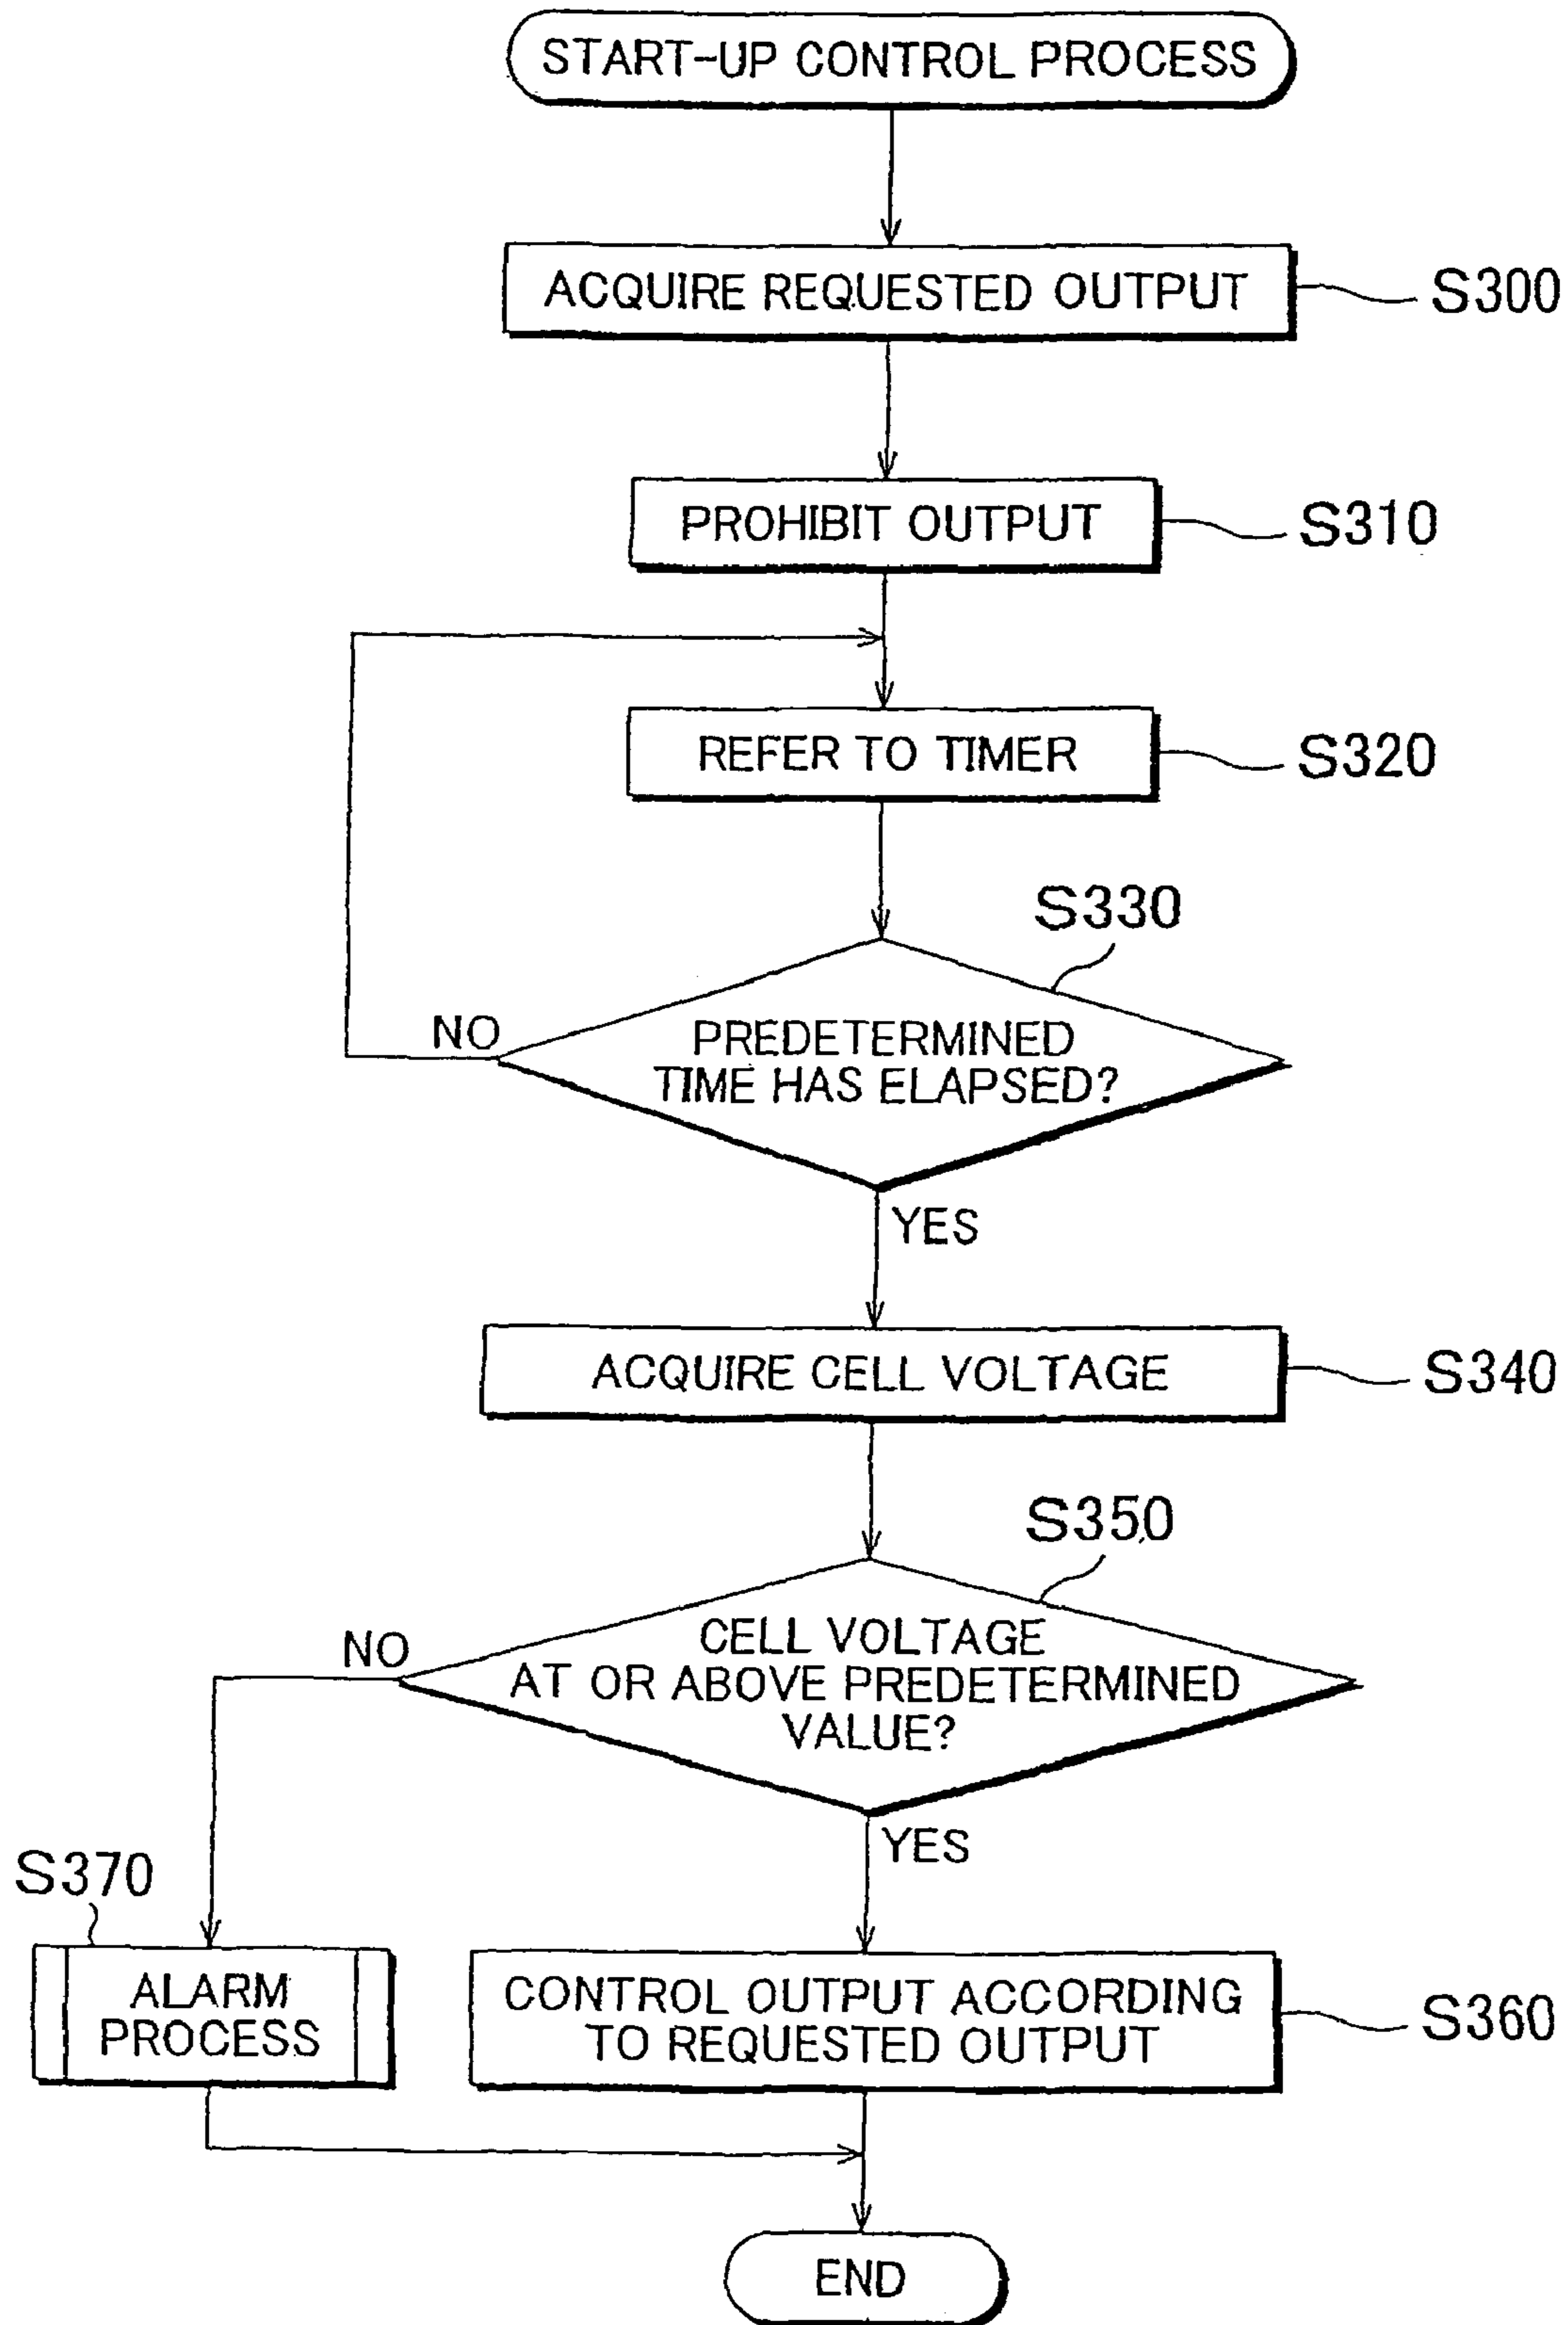 START-UP CONTROL PROCESS
ACQUIRE REQUESTED OUTPUT
S300
PROHIBIT OUTPUT
S310
REFER TO TIMER
S320
S330
NO
PREDETERMINED
TIME HAS ELAPSED?
YES
ACQUIRE CELL VOLTAGE
S340
S350
NO
CELL VOLTAGE
AT OR ABOVE PREDETERMINED
VALUE?
YES
S370
ALARM
PROCESS
CONTROL OUTPUT ACCORDING
TO REQUESTED OUTPUT
S360
END